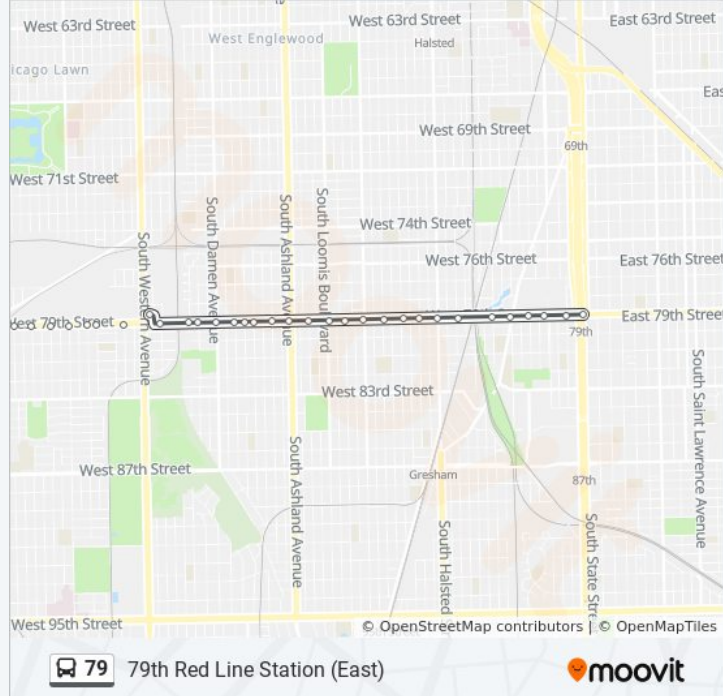 West 63rd Street
West 63rd Street
East 63rd Street
West Englewood
Halsted
icago Lawn
Eas
West 69th Street
69th
West 71st Street
South Damen Avenue
South Ashland Avenue
South Loomis Boulevard
West 74th Street
South Western Avenue
West 76th Street
East 76th Street
West 79th Street
East 79th Street
79th
West 83rd Street
South Saint Lawrence Avenue
West 87th Street
South Ashland Avenue
Gresham
87th
South Halsted S
South State Stre
West 95th Street
© OpenStreetMap contributors | © OpenMapTiles
79 79th Red Line Station (East) moovit